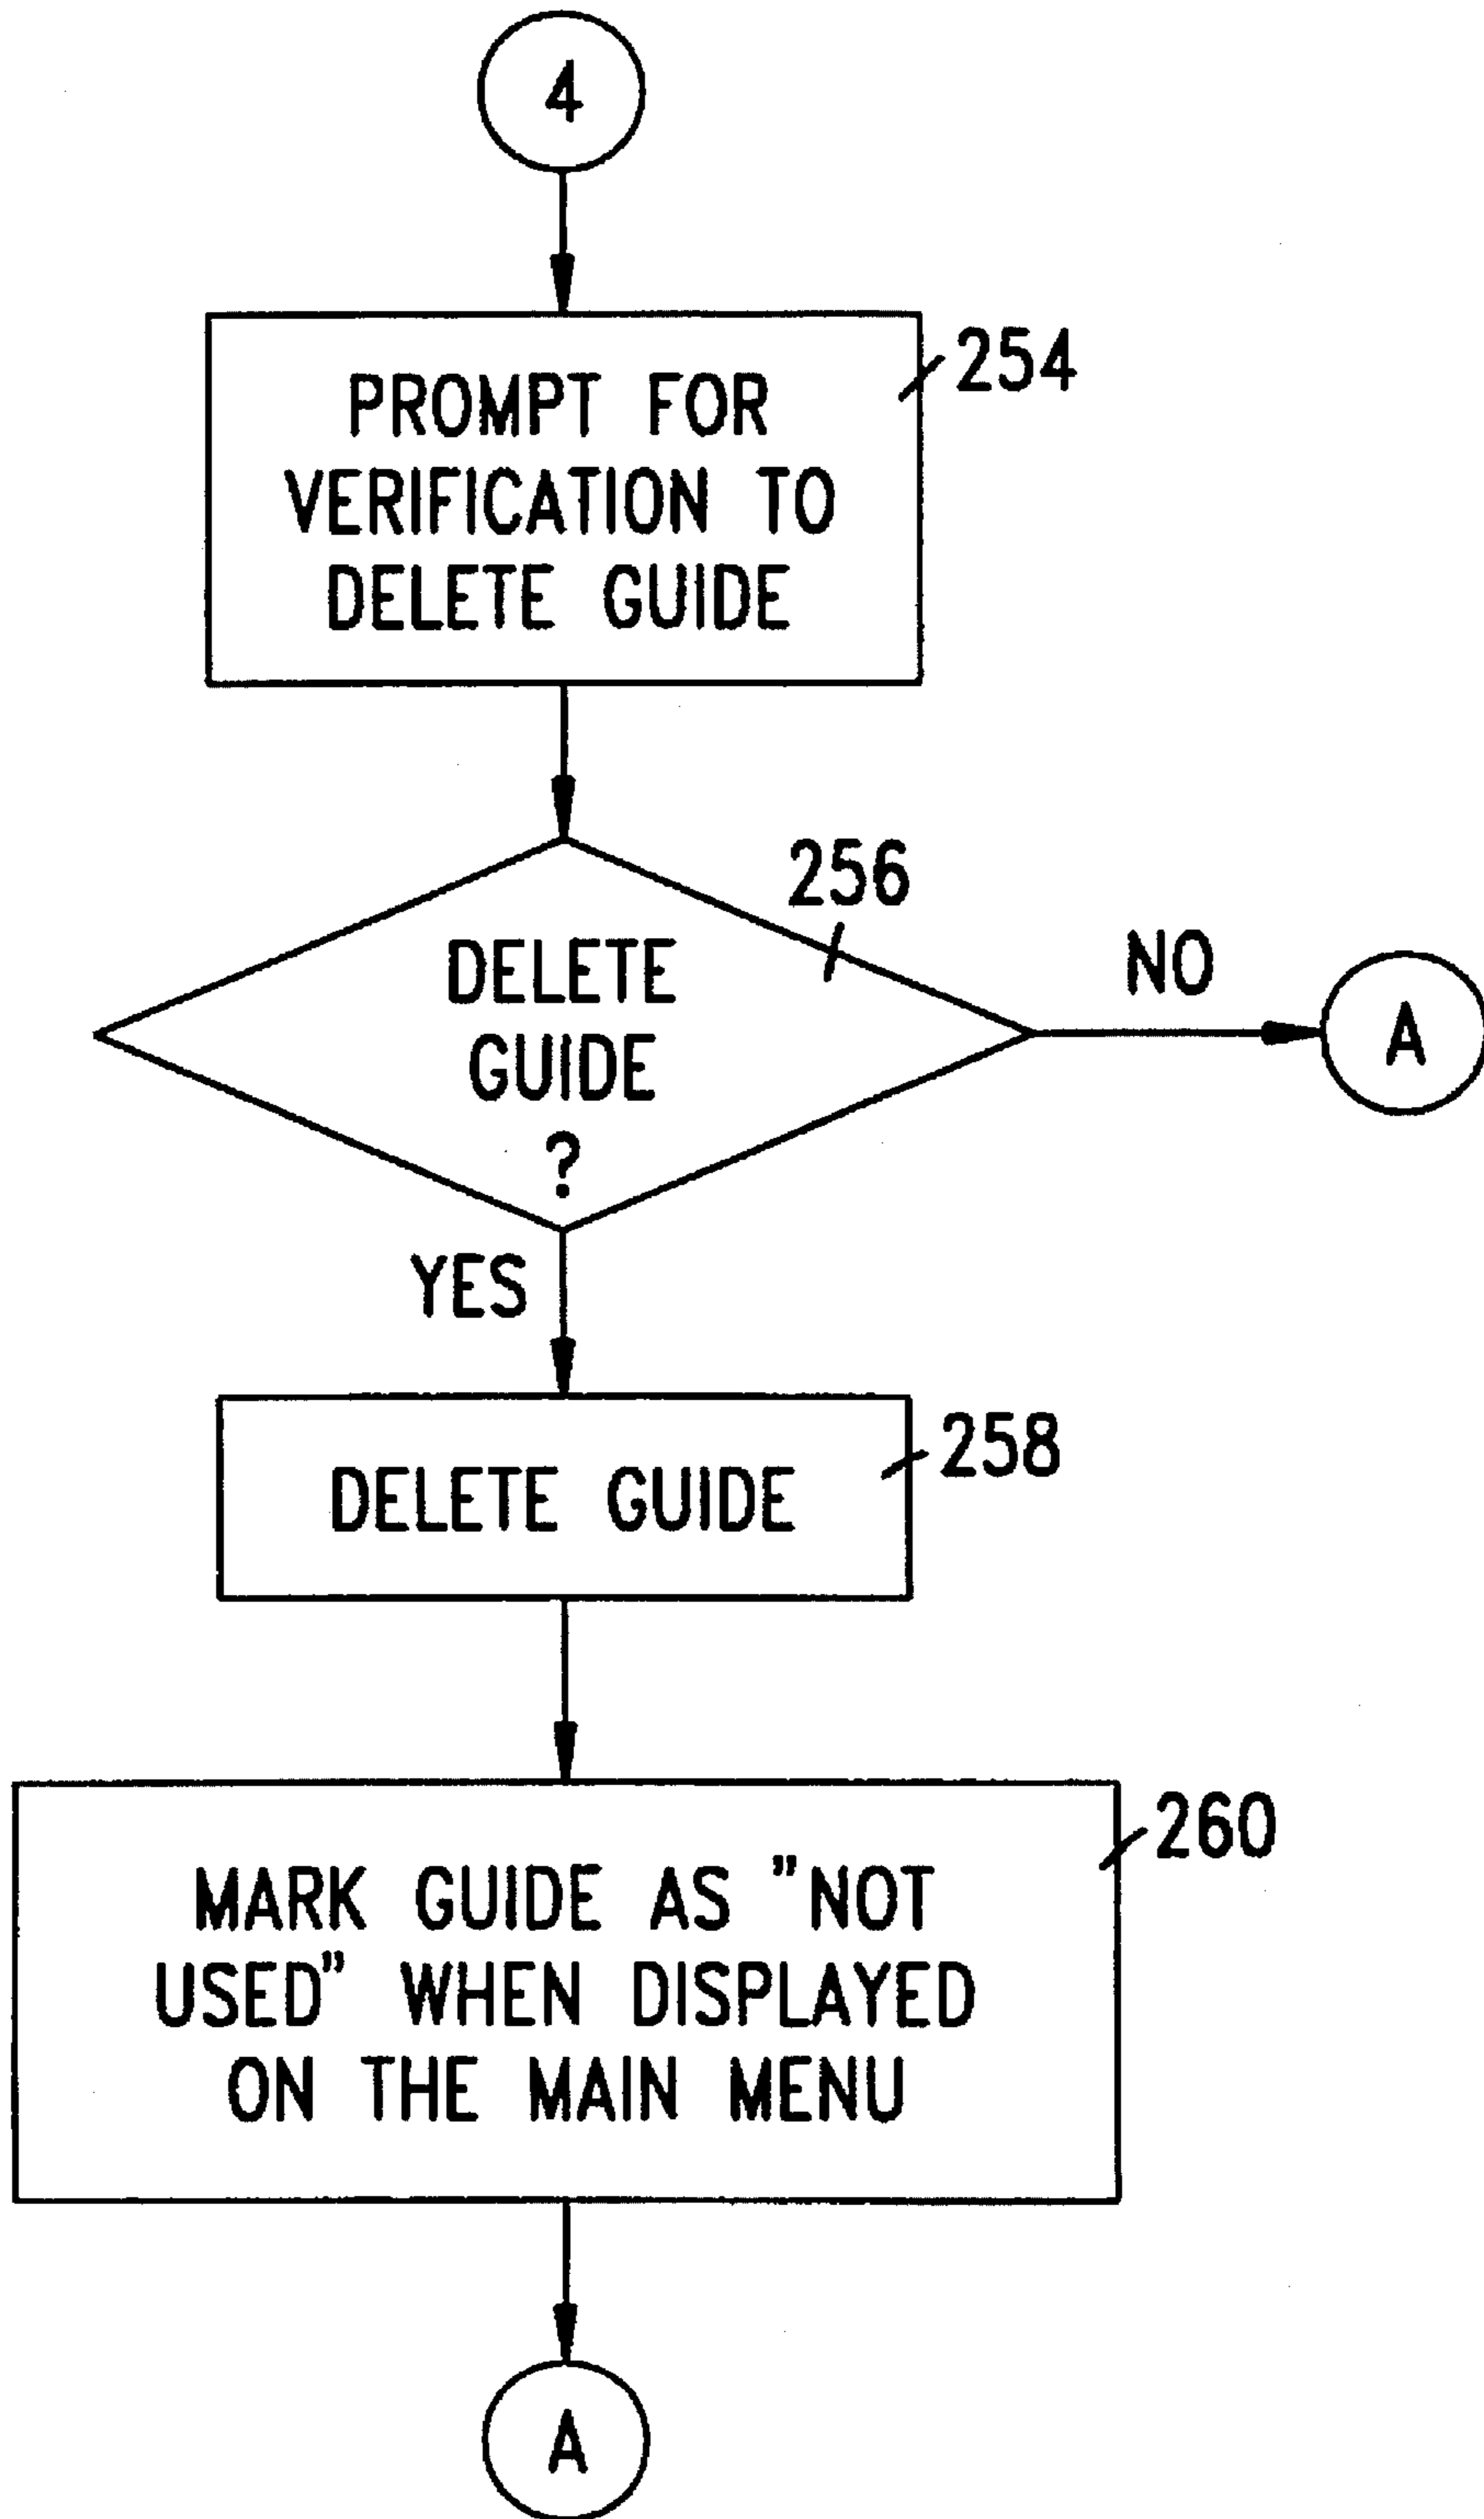 4
PROMPT FOR
VERIFICATION TO
DELETE GUIDE
254
256
DELETE
GUIDE
?
NO
A
YES
DELETE GUIDE
258
260
MARK GUIDE AS "NOT
USED" WHEN DISPLAYED
ON THE MAIN MENU
A